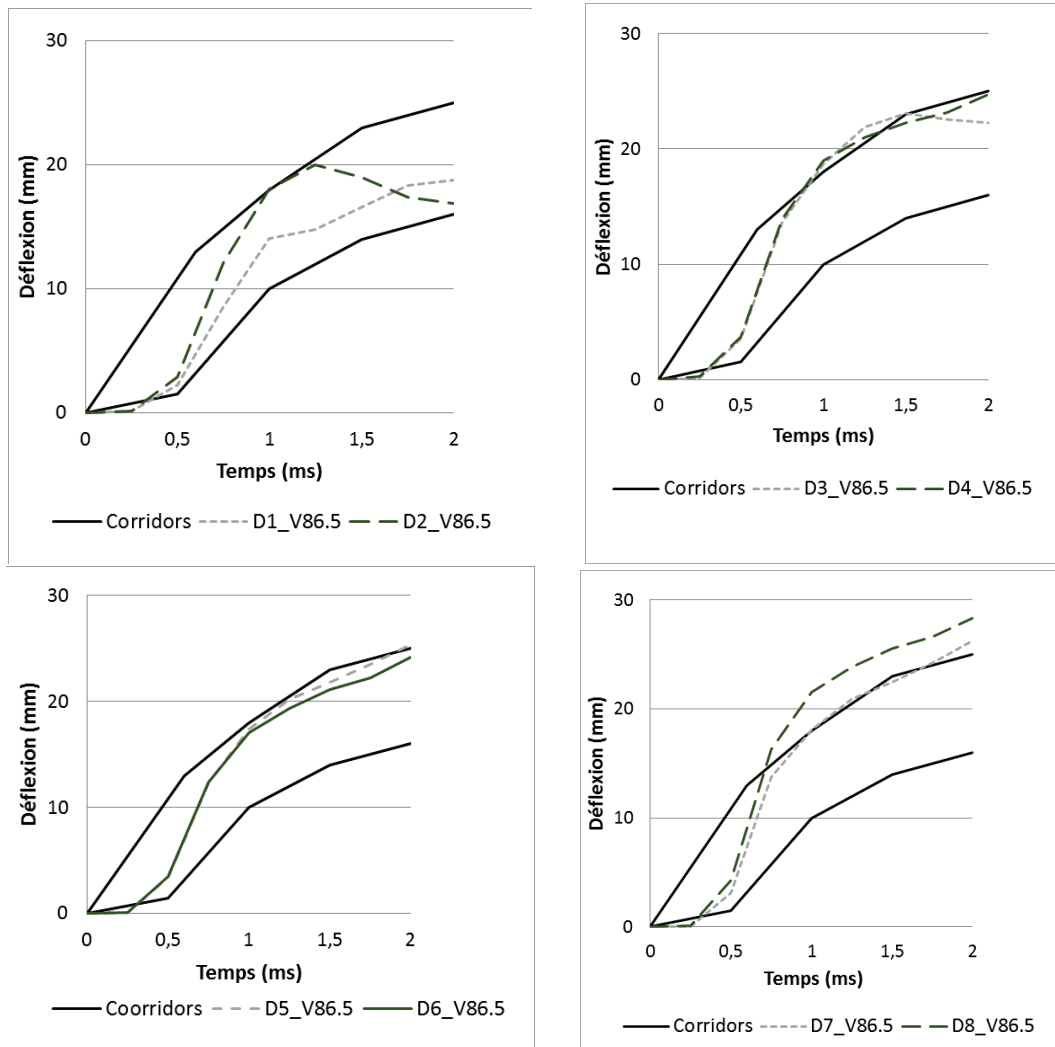 30
20
10
0
Déflexion (mm)
0 0,5 1 1,5 2
Temps (ms)
Corridors D1_V86.5 D2_V86.5
30
20
10
0
Déflexion (mm)
0 0,5 1 1,5 2
Temps (ms)
Corridors D3_V86.5 D4_V86.5
30
20
10
0
Déflexion (mm)
0 0,5 1 1,5 2
Temps (ms)
Coorridors D5_V86.5 D6_V86.5
30
20
10
0
Déflexion (mm)
0 0,5 1 1,5 2
Temps (ms)
Corridors D7_V86.5 D8_V86.5